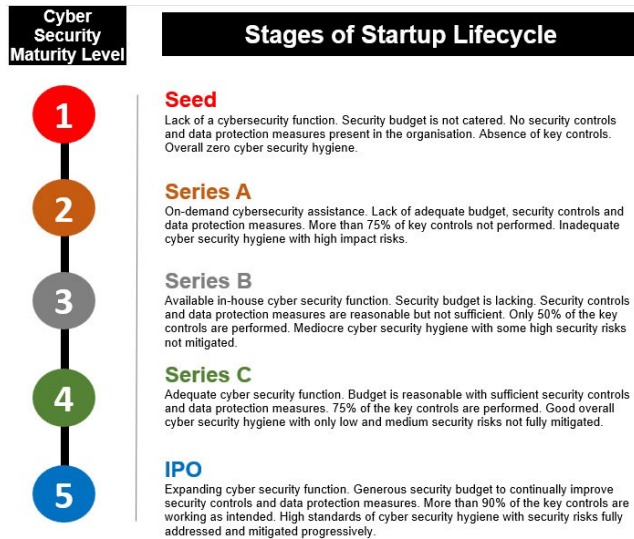 Cyber
Security
Maturity Level
Stages of Startup Lifecycle
1
Seed
Lack of a cybersecurity function. Security budget is not catered. No security controls
and data protection measures present in the organisation. Absence of key controls.
Overall zero cyber security hygiene.
2
Series A
On-demand cybersecurity assistance. Lack of adequate budget, security controls and
data protection measures. More than 75% of key controls not performed. Inadequate
cyber security hygiene with high impact risks.
3
Series B
Available in-house cyber security function. Security budget is lacking. Security controls
and data protection measures are reasonable but not sufficient. Only 50% of the key
controls are performed. Mediocre cyber security hygiene with some high security risks
not mitigated.
4
Series C
Adequate cyber security function. Budget is reasonable with sufficient security controls
and data protection measures. 75% of the key controls are performed. Good overall
cyber security hygiene with only low and medium security risks not fully mitigated.
5
IPO
Expanding cyber security function. Generous security budget to continually improve
security controls and data protection measures. More than 90% of the key controls are
working as intended. High standards of cyber security hygiene with security risks fully
addressed and mitigated progressively.